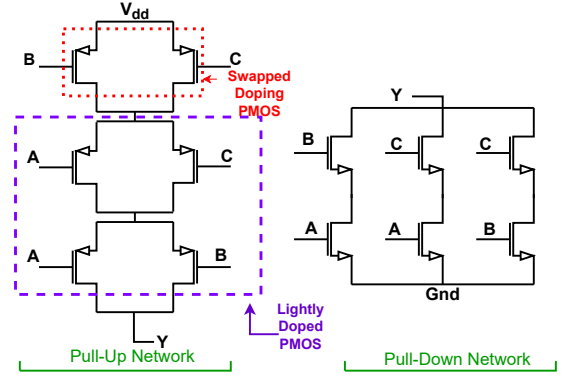 Vdd
B
C
Swapped
Doping
PMOS
A
C
A
B
Y
Lightly
Doped
PMOS
Pull-Up Network
Y
B
C
C
A
A
B
Gnd
Pull-Down Network